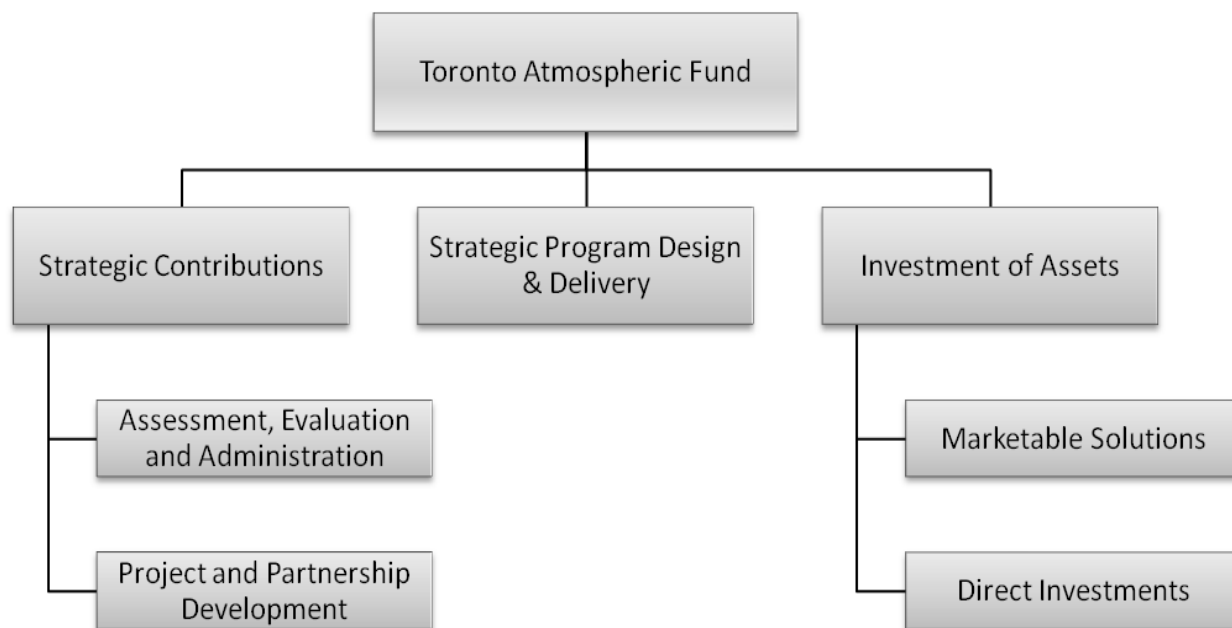 Toronto Atmospheric Fund
Strategic Contributions
Strategic Program Design
& Delivery
Investment of Assets
Assessment, Evaluation
and Administration
Marketable Solutions
Project and Partnership
Development
Direct Investments